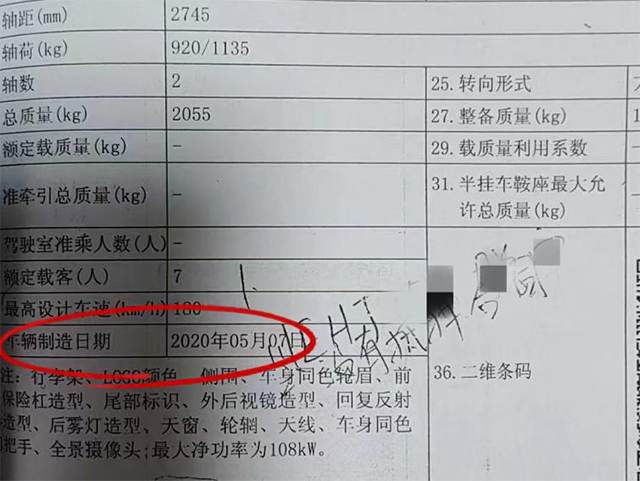 轴距(mm) 2745
轴荷(kg) 920/1135
轴数 2 25.转向形式
总质量(kg) 2055 27.整备质量(kg)
额定载质量(kg) - 29.载质量利用系数
准牵引总质量(kg) - 31.半挂车鞍座最大允
许总质量(kg)
驾驶室准乘人数(人) -
额定载客(人) 7
最高设计车速(km/h) 180
车辆制造日期 2020年05月07日
36.二维条码
注：行李架、LOGO颜色、侧围、车身同色轮眉、前
保险杠造型、尾部标识、外后视镜造型、回复反射
造型、后雾灯造型、天窗、轮辋、天线、车身同色
把手、全景摄像头;最大净功率为108kW.